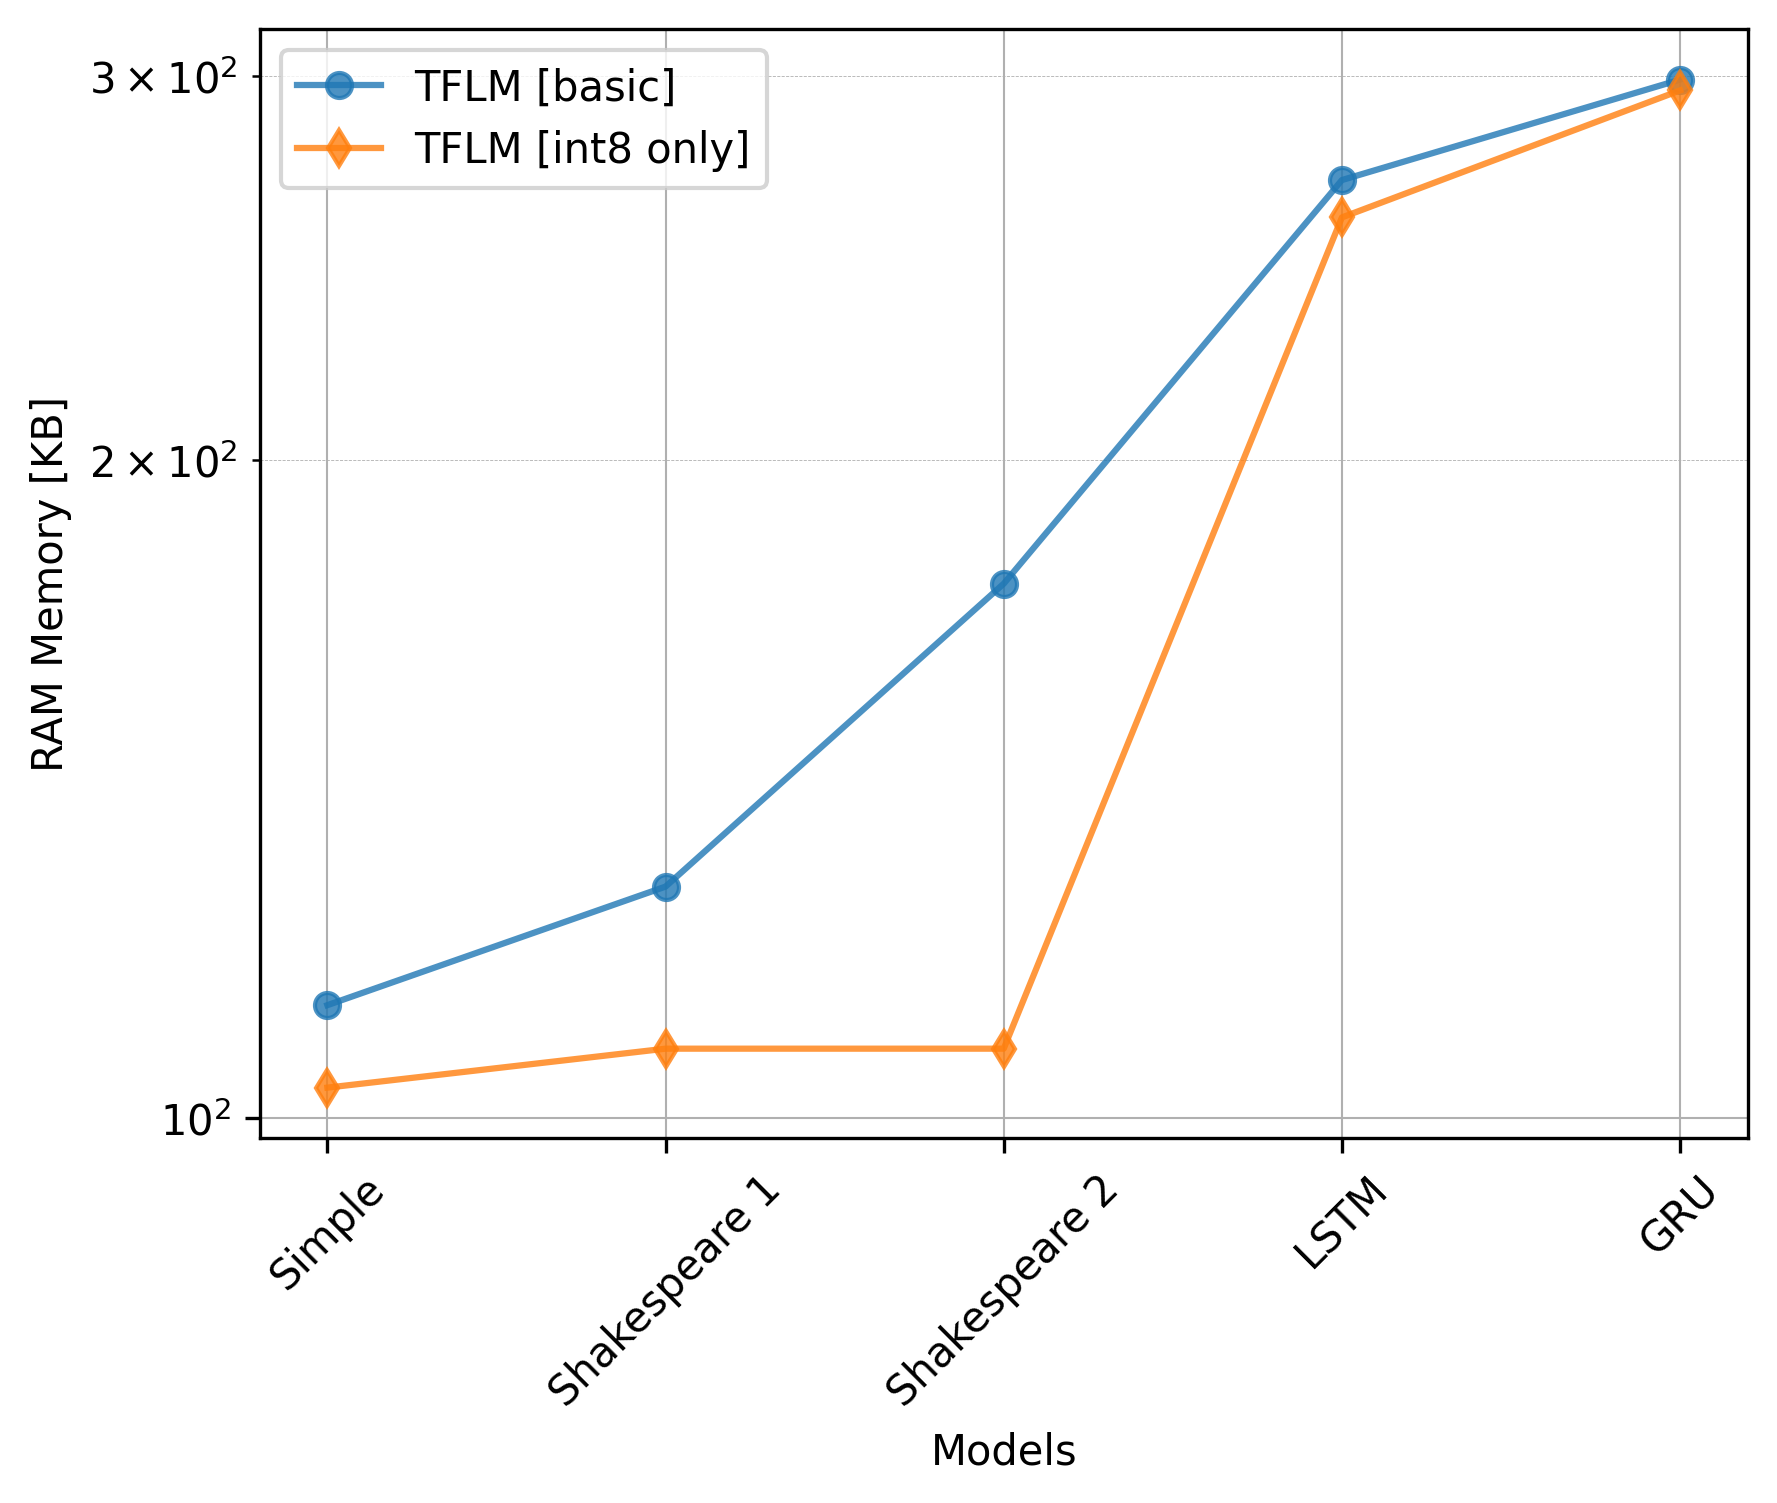 3 × 10²
TFLM [basic]
TFLM [int8 only]
2 × 10²
RAM Memory [KB]
10²
Simple
Shakespeare 1
Shakespeare 2
LSTM
GRU
Models